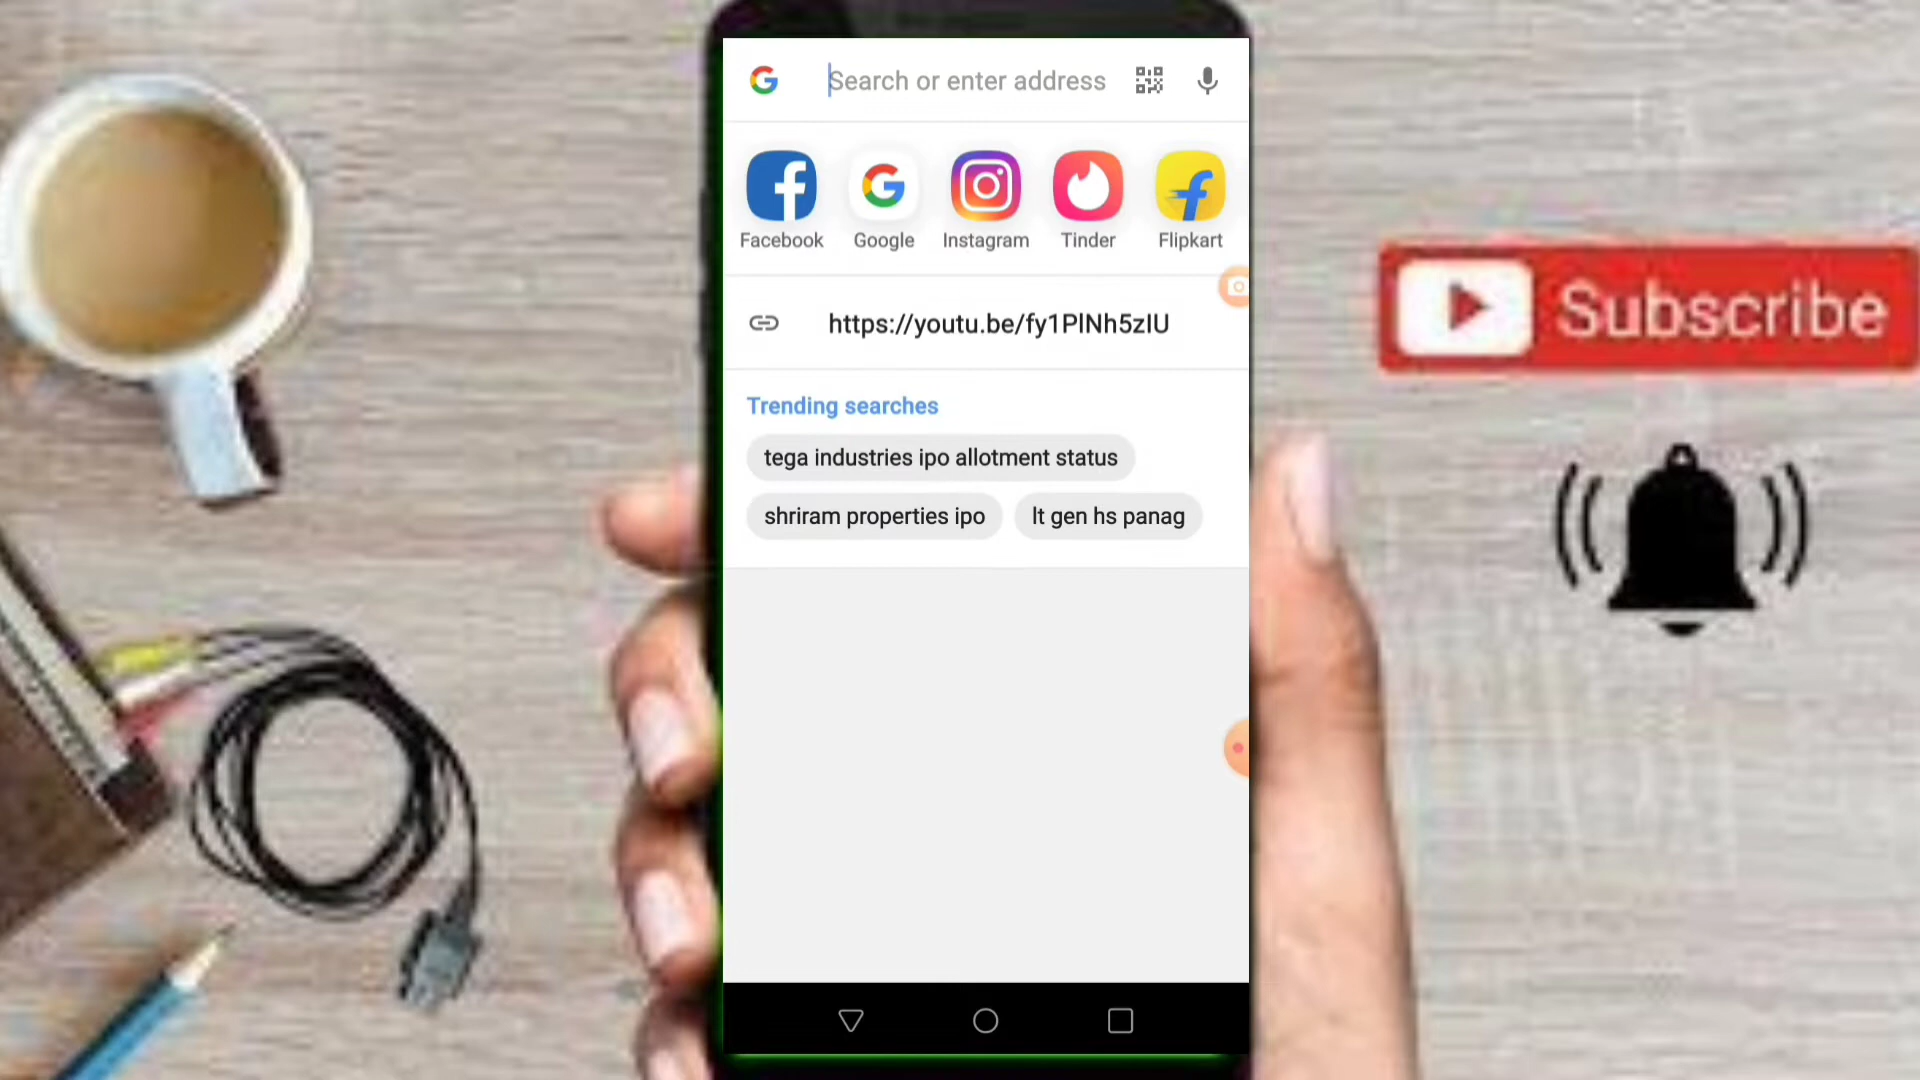 Search or enter address
Facebook Google Instagram Tinder Flipkart
https://youtu.be/fy1PlNh5zIU
Trending searches
tega industries ipo allotment status
shriram properties ipo lt gen hs panag
Subscribe